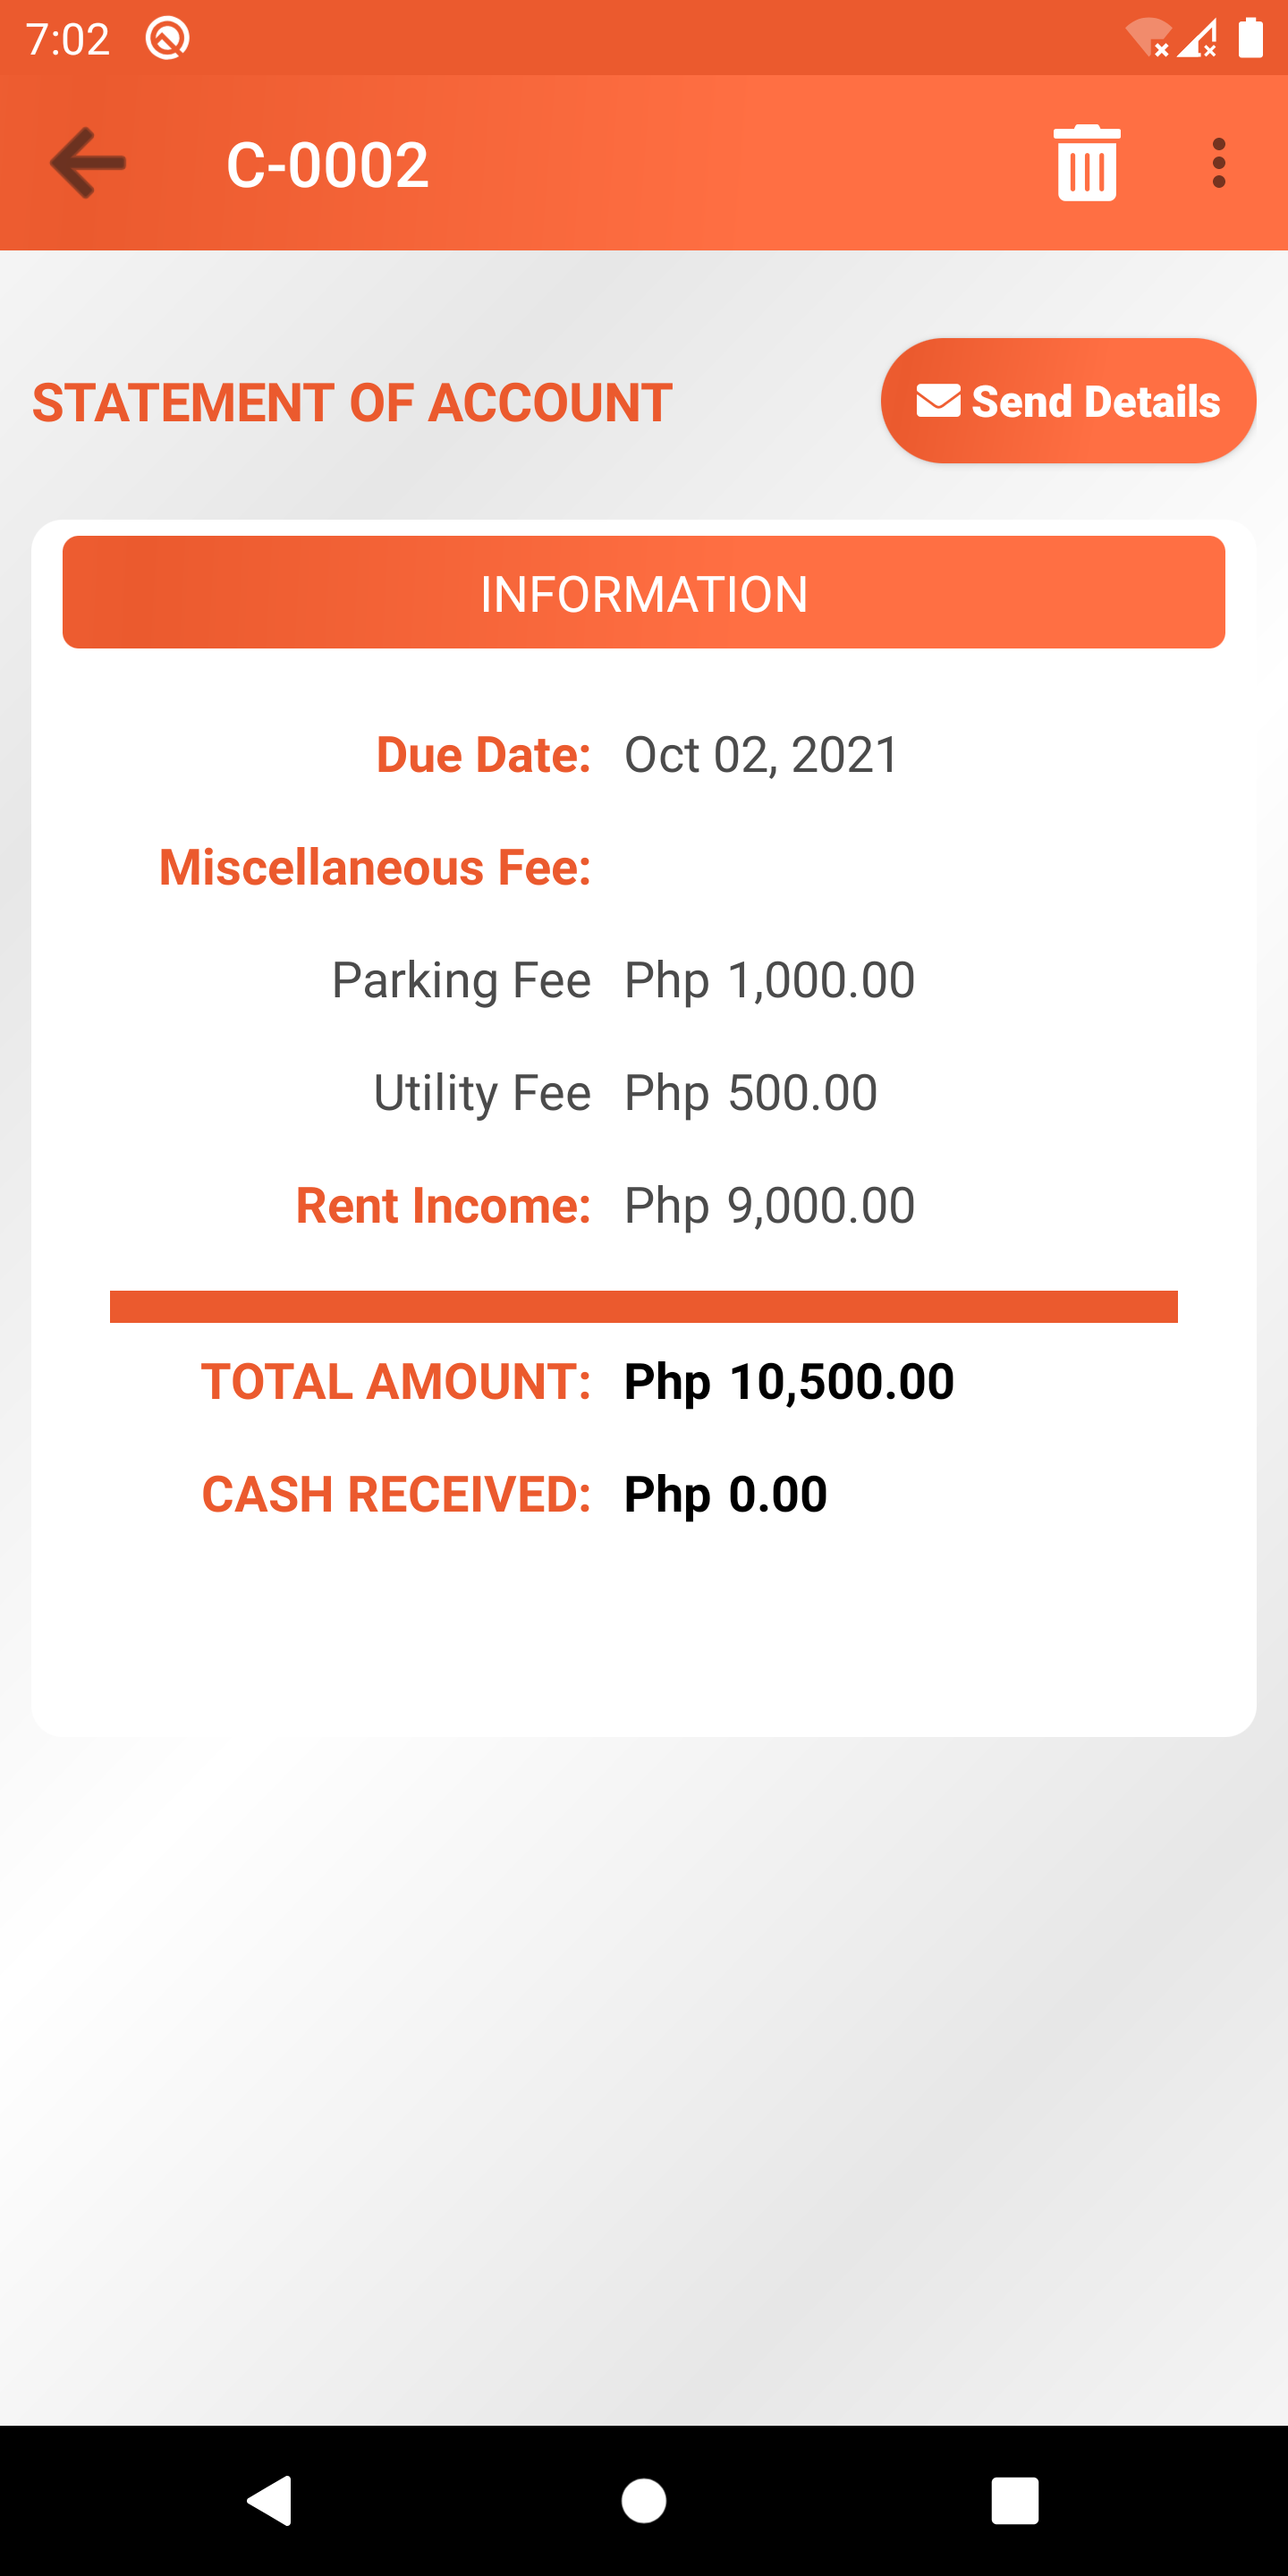 7:02
C-0002
STATEMENT OF ACCOUNT
Send Details
INFORMATION
Due Date: Oct 02, 2021
Miscellaneous Fee:
Parking Fee Php 1,000.00
Utility Fee Php 500.00
Rent Income: Php 9,000.00
TOTAL AMOUNT: Php 10,500.00
CASH RECEIVED: Php 0.00